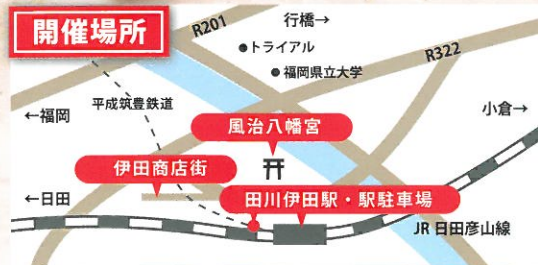 開催場所
R201
行橋→
●トライアル
●福岡県立大学
R322
←福岡
平成筑豊鉄道
小倉→
風治八幡宮
伊田商店街
←日田
田川伊田駅・駅駐車場
JR 日田彦山線